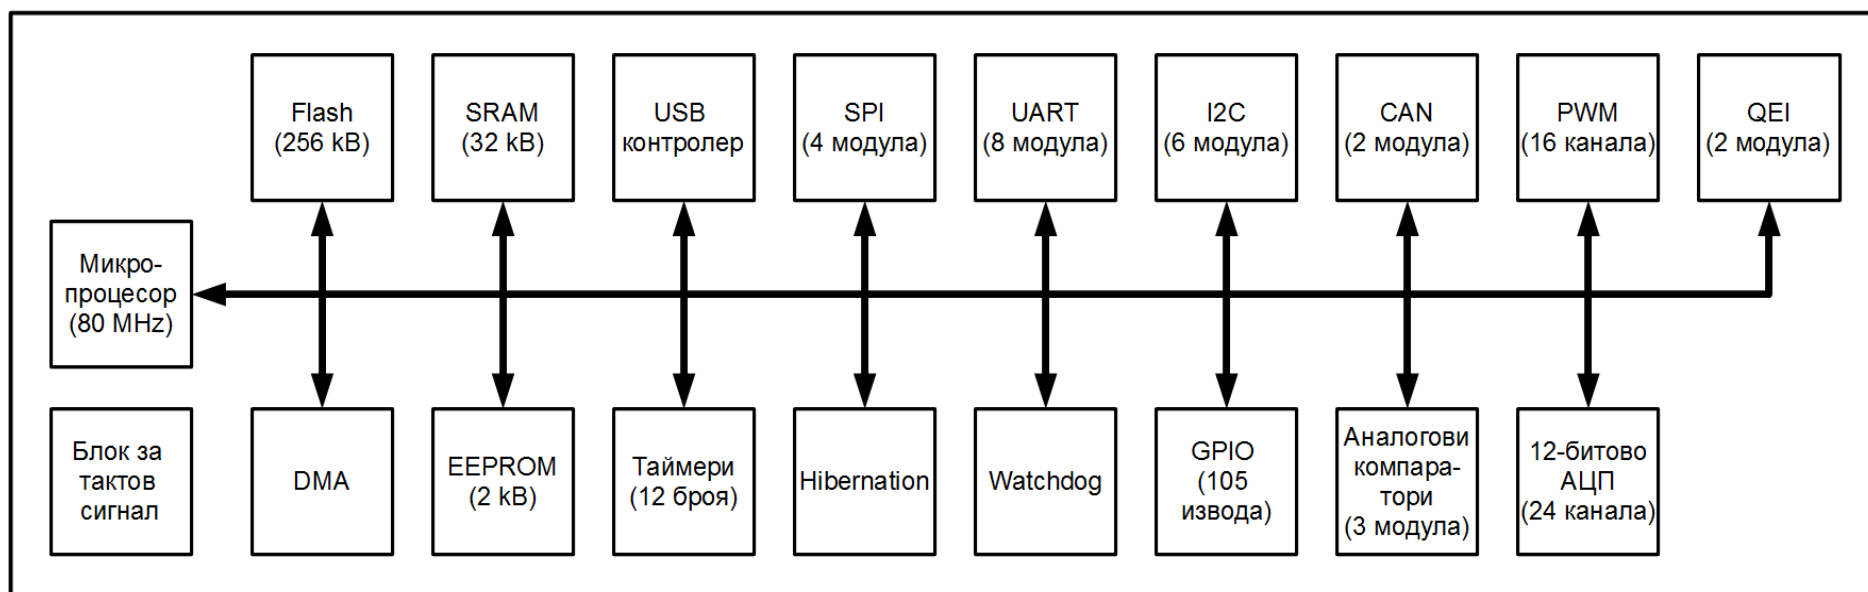 Flash
(256 kB)
SRAM
(32 kB)
USB
контролер
SPI
(4 модула)
UART
(8 модула)
I2C
(6 модула)
CAN
(2 модула)
PWM
(16 канала)
QEI
(2 модула)
Микро-
процесор
(80 MHz)
Блок за
тактов
сигнал
DMA
EEPROM
(2 kB)
Таймери
(12 броя)
Hibernation
Watchdog
GPIO
(105
извода)
Аналогови
компара-
тори
(3 модула)
12-битово
АЦП
(24 канала)